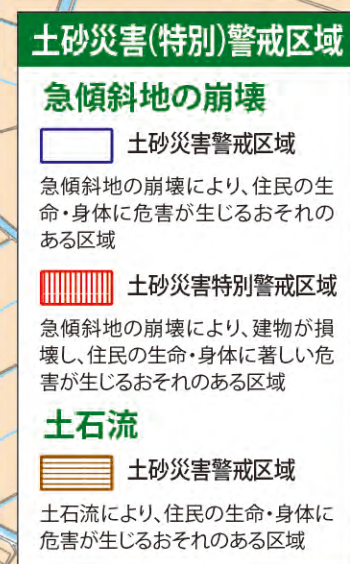 土砂災害(特別)警戒区域
急傾斜地の崩壊
土砂災害警戒区域
急傾斜地の崩壊により、住民の生
命・身体に危害が生じるおそれの
ある区域
土砂災害特別警戒区域
急傾斜地の崩壊により、建物が損
壊し、住民の生命・身体に著しい危
害が生じるおそれのある区域
土石流
土砂災害警戒区域
土石流により、住民の生命・身体に
危害が生じるおそれのある区域